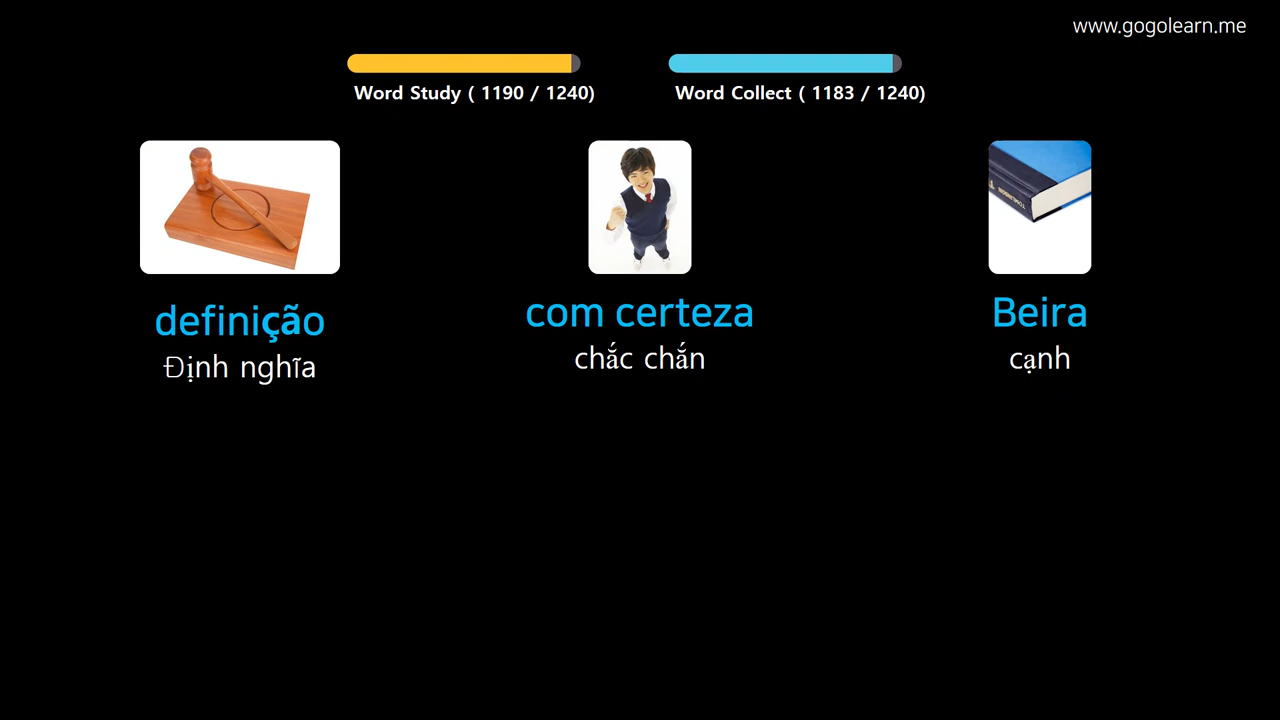 www.gogolearn.me
Word Study ( 1190 / 1240)
Word Collect ( 1183 / 1240)
definição
com certeza
Beira
Định nghĩa
chắc chắn
cạnh